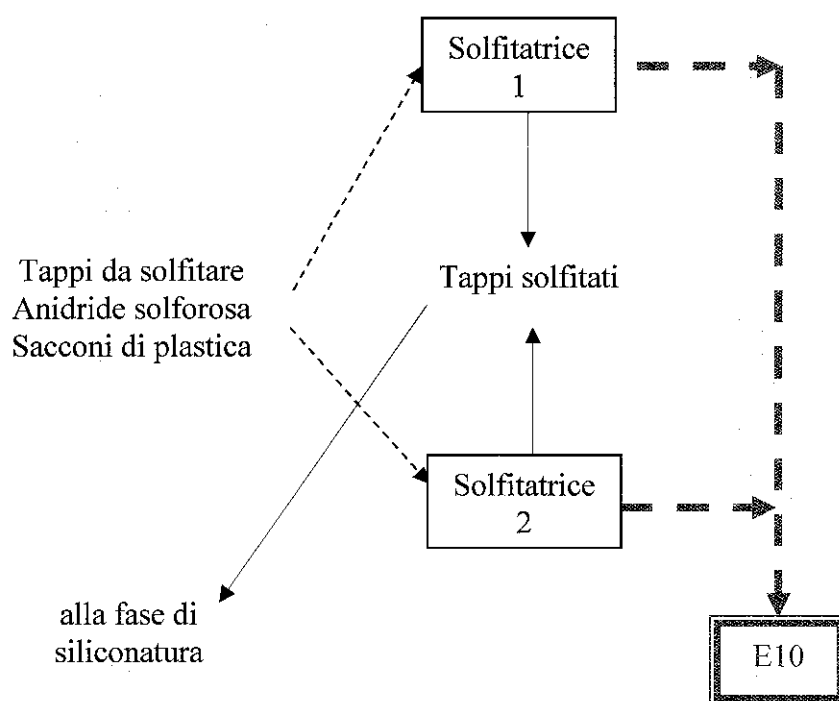 Solfitatrice
1
Tappi da solfitare
Anidride solforosa
Sacconi di plastica
Tappi solfitati
Solfitatrice
2
alla fase di
siliconatura
E10